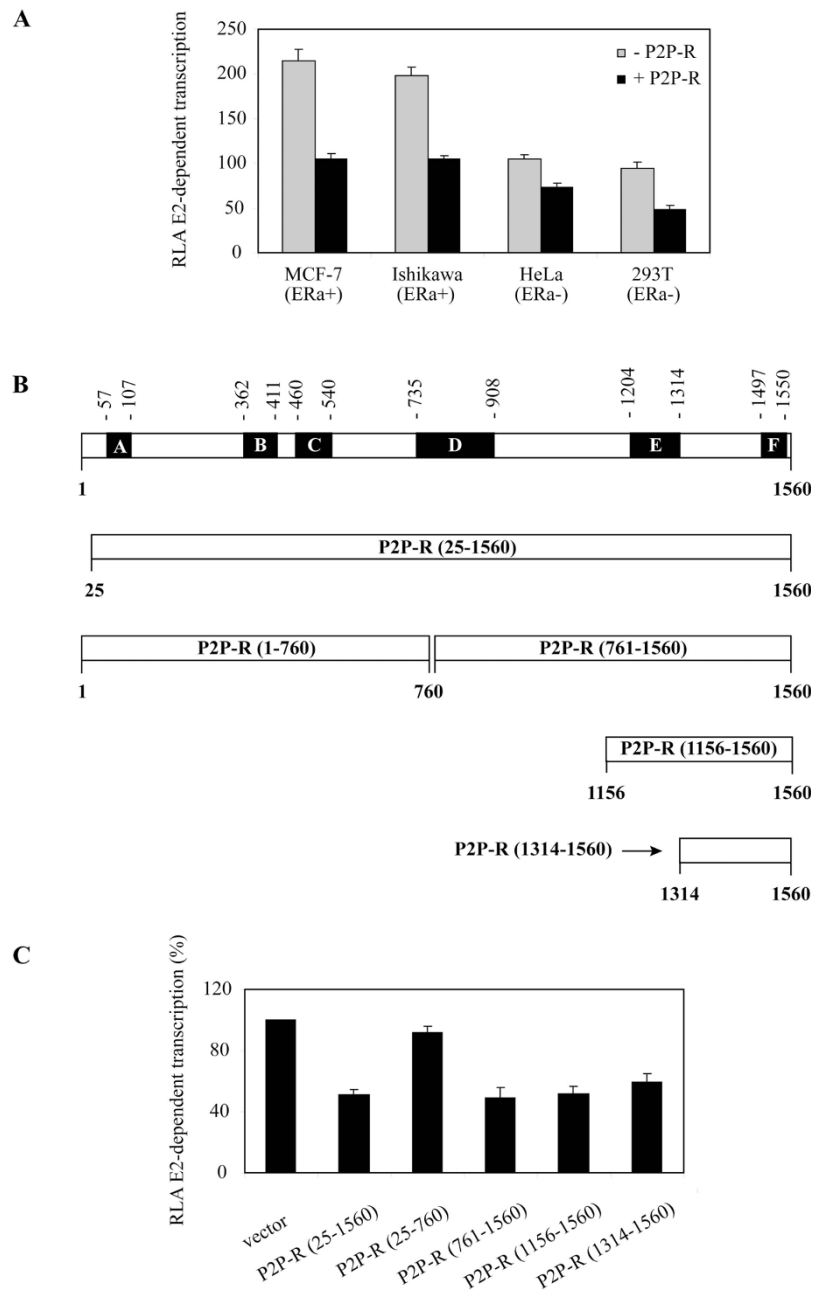 A
RLA E2-dependent transcription
250
200
150
100
50
0
- P2P-R
+ P2P-R
MCF-7 (ERa+)
Ishikawa (ERa+)
HeLa (ERa-)
293T (ERa-)
B
- 57
- 107
- 362
- 411
- 460
- 540
- 735
- 908
- 1204
- 1314
- 1497
- 1550
A B C D E F
1 1560
P2P-R (25-1560)
25 1560
P2P-R (1-760) P2P-R (761-1560)
1 760 1560
P2P-R (1156-1560)
1156 1560
P2P-R (1314-1560)
1314 1560
C
RLA E2-dependent transcription (%)
120
80
40
0
vector
P2P-R (25-1560)
P2P-R (25-760)
P2P-R (761-1560)
P2P-R (1156-1560)
P2P-R (1314-1560)